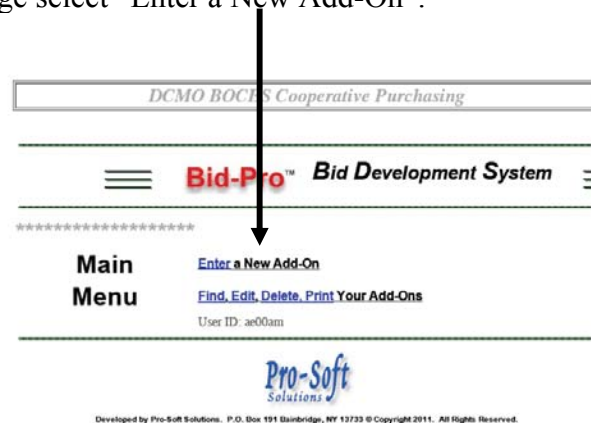 ge select "Enter a New Add-On".
DCMO BOCES Cooperative Purchasing
Bid-Pro™ Bid Development System
********************
Main Menu
Enter a New Add-On
Find, Edit, Delete, Print Your Add-Ons
User ID: ae00am
Pro-Soft
Solutions
Developed by Pro-Soft Solutions. P.O. Box 191 Bainbridge, NY 13733 © Copyright 2011. All Rights Reserved.